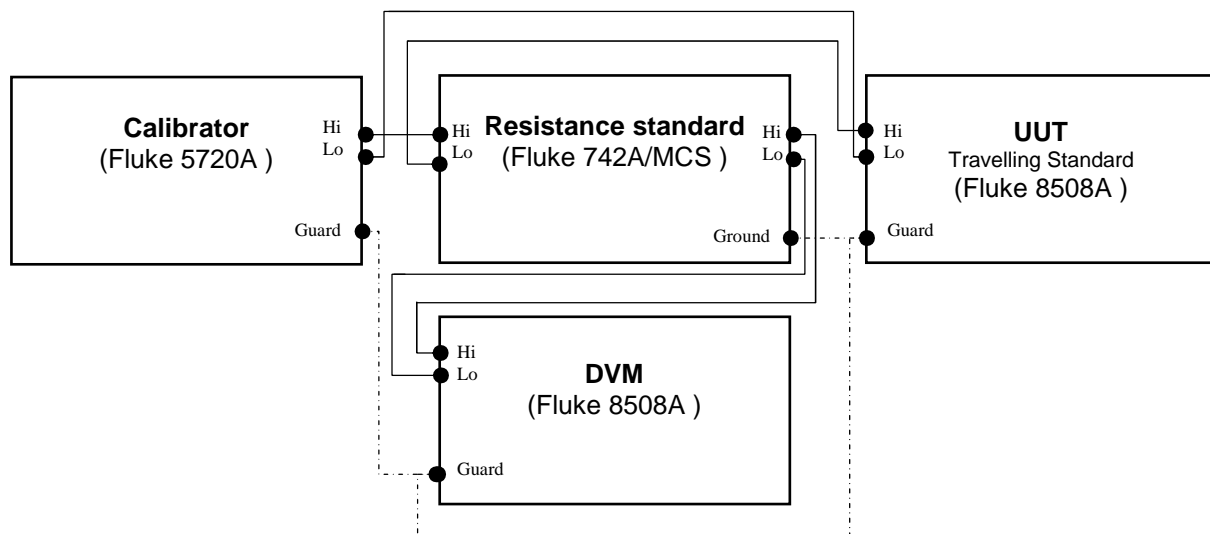 Calibrator
(Fluke 5720A )
Hi
Lo
Guard
Hi
Lo
Resistance standard
(Fluke 742A/MCS )
Hi
Lo
Ground
Hi
Lo
UUT
Travelling Standard
(Fluke 8508A )
Guard
Hi
Lo
DVM
(Fluke 8508A )
Guard